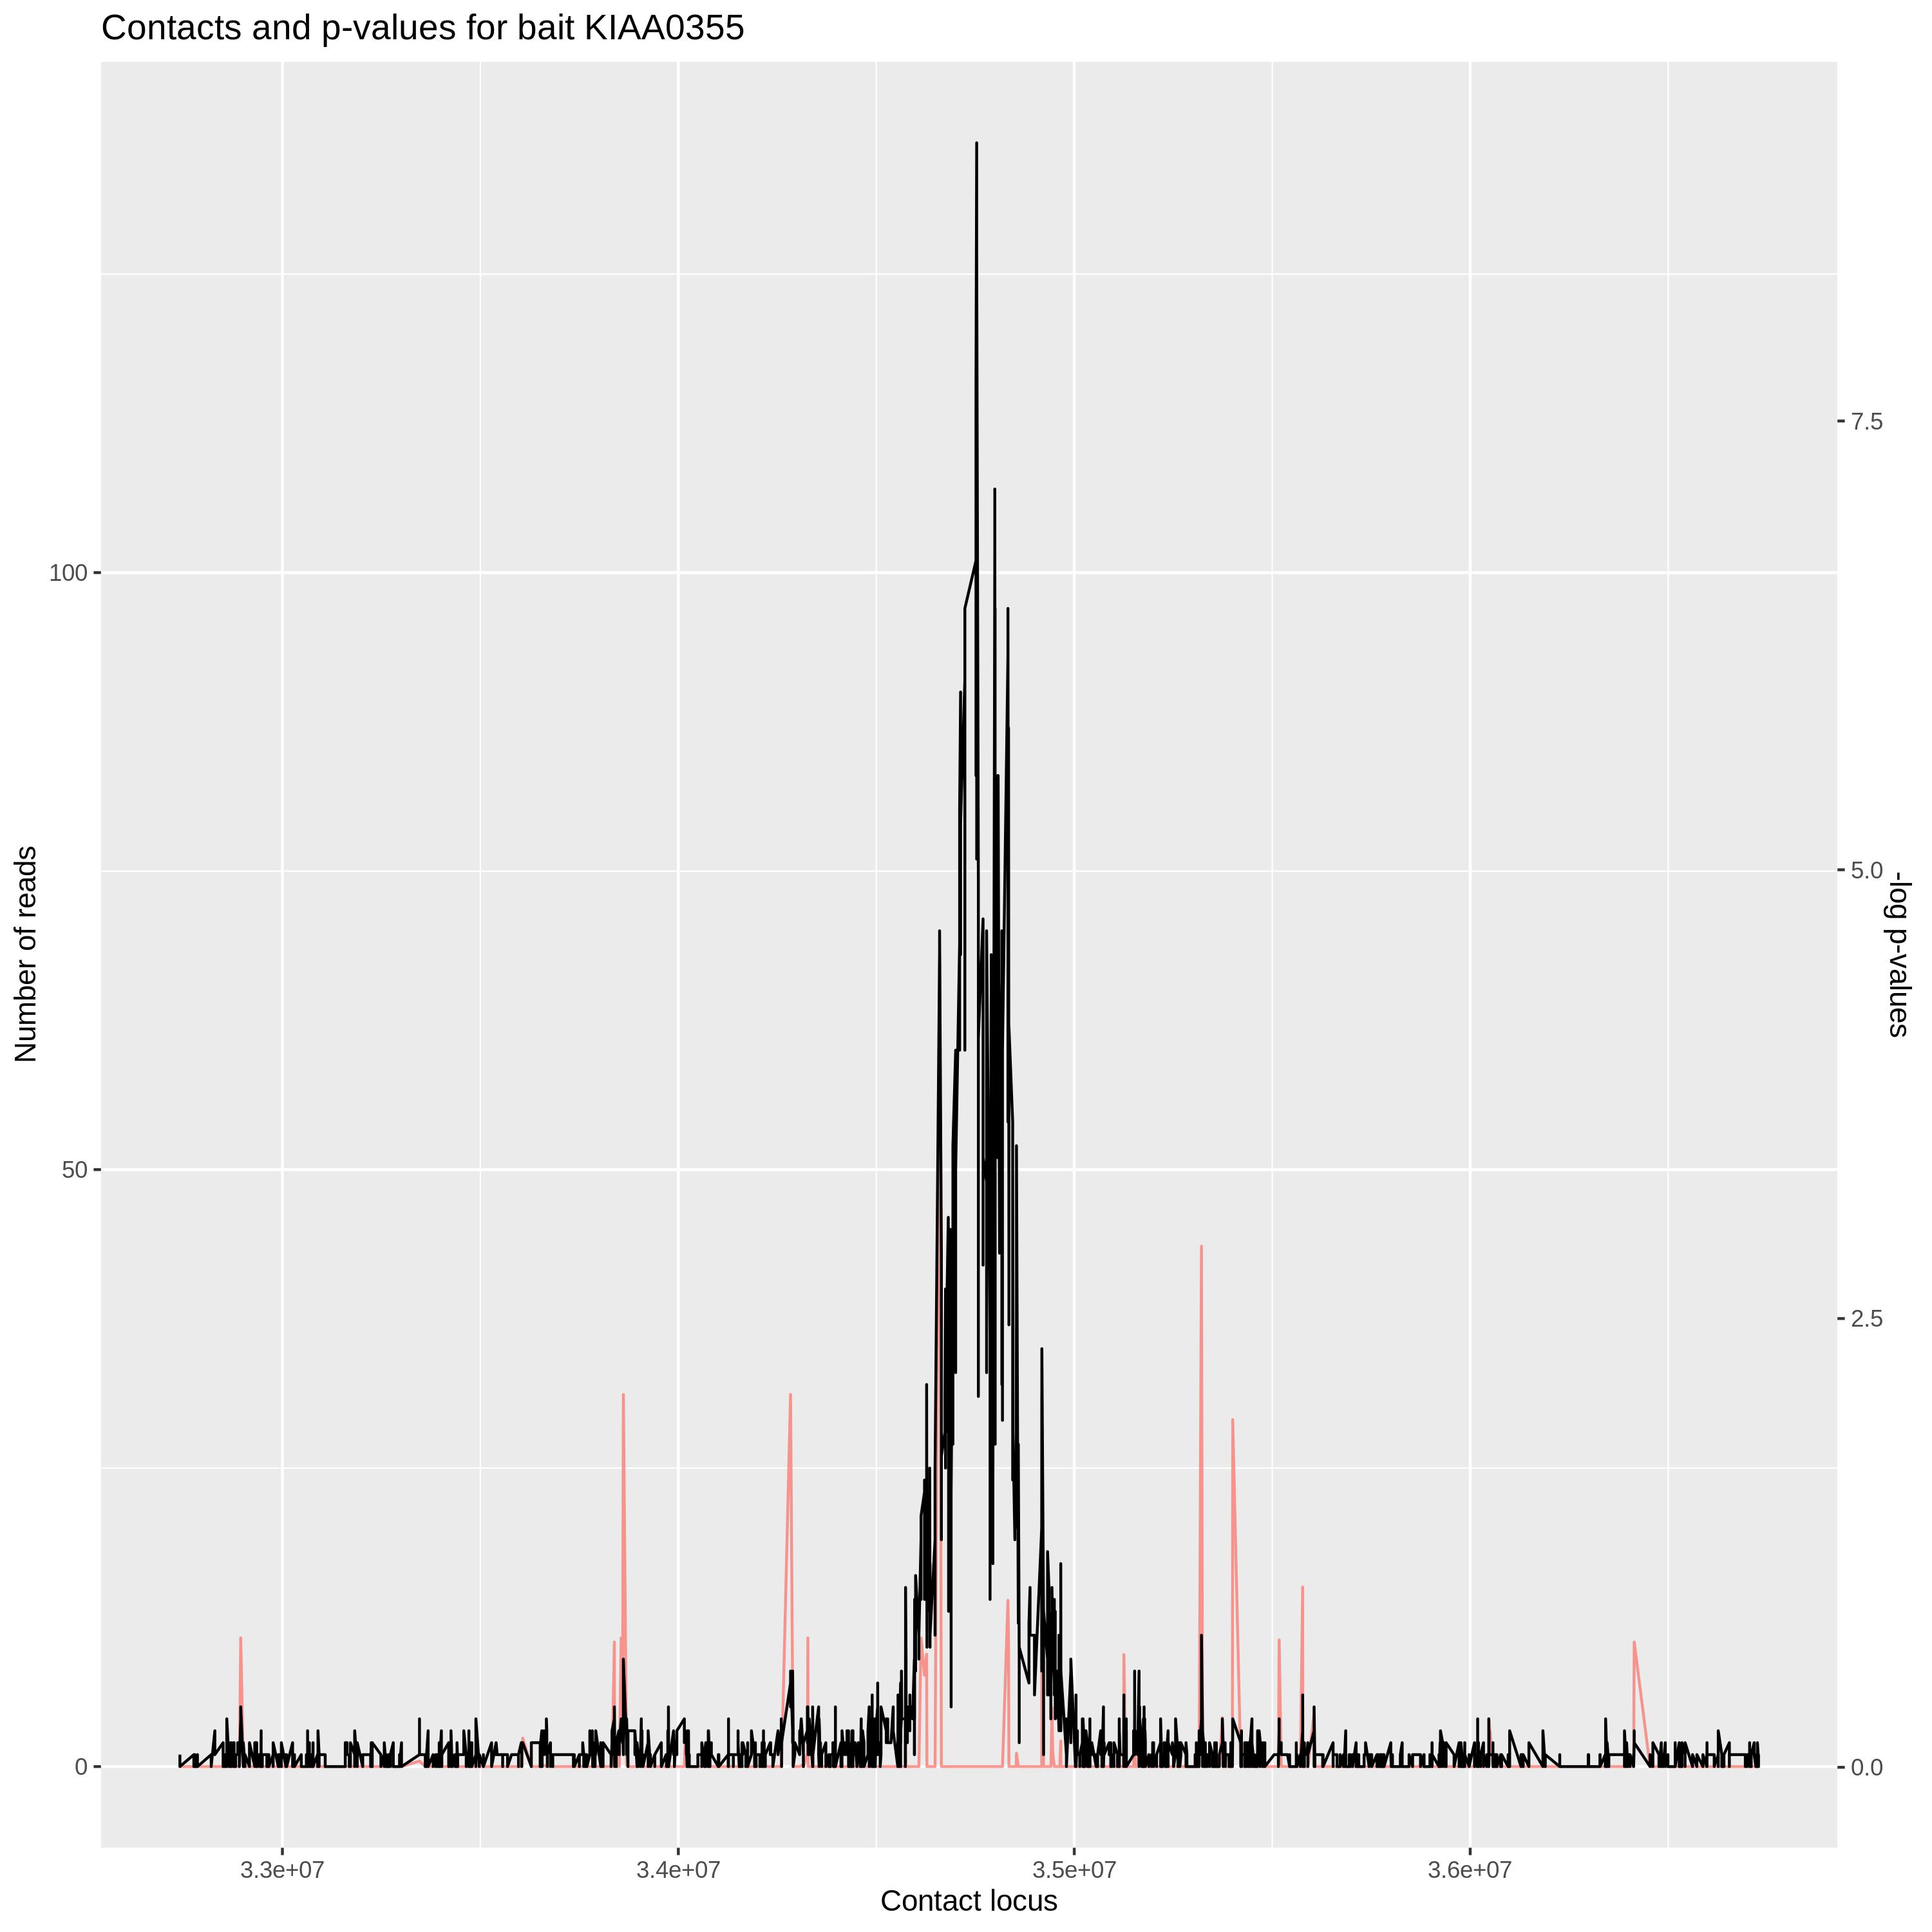 Contacts and p-values for bait KIAA0355
Number of reads
100
50
0
7.5
5.0
2.5
0.0
-log p-values
3.3e+07
3.4e+07
3.5e+07
3.6e+07
Contact locus